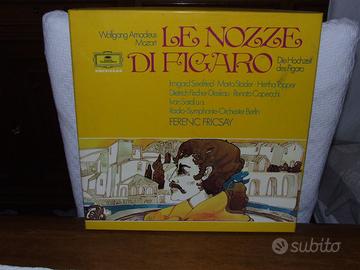 Wolfgang Amadeus
Mozart
LE NOZZE
DI FIGARO
Die Hochzeit
des Figaro
Irmgard Seefried · Maria Stader · Hertha Töpper
Dietrich Fischer-Dieskau · Renato Capecchi
Ivan Sardi u.a.
Radio-Symphonie-Orchester Berlin
FERENC FRICSAY
subito